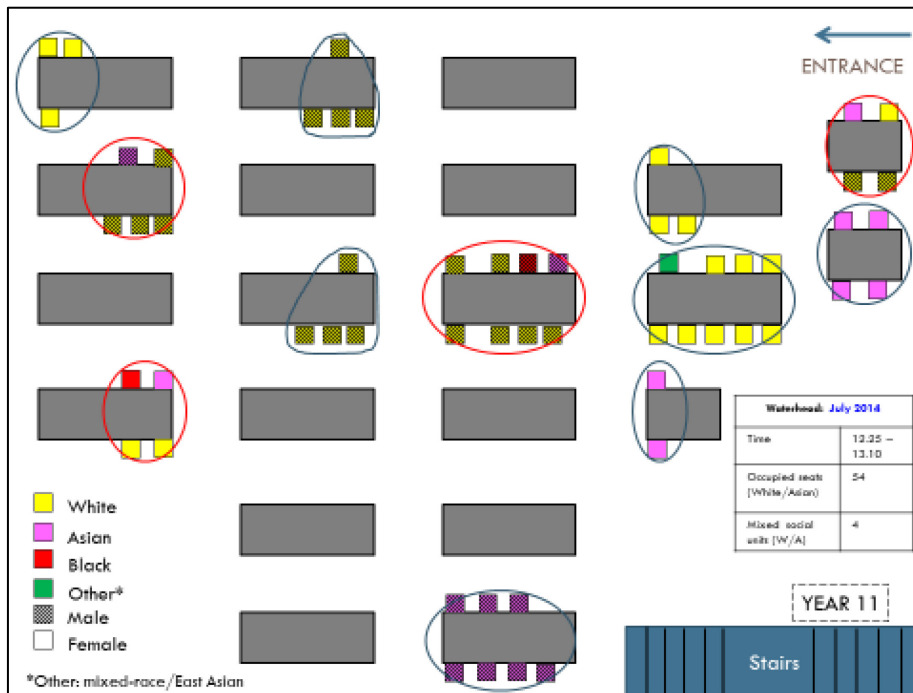 ENTRANCE
Waterhead: July 2014
Time 12.25 – 13.10
Occupied seats (White/Asian) 54
Mixed social units (W/A) 4
White
Asian
Black
Other*
Male
Female
YEAR 11
Stairs
*Other: mixed-race/East Asian